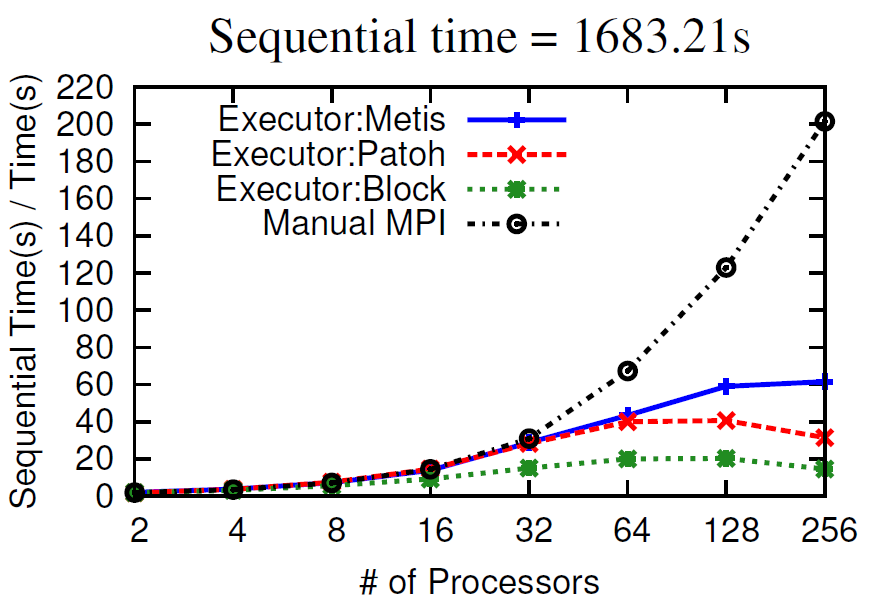 Sequential time = 1683.21s
Sequential Time(s) / Time(s)
220
200
180
160
140
120
100
80
60
40
20
0
Executor:Metis
Executor:Patoh
Executor:Block
Manual MPI
2 4 8 16 32 64 128 256
# of Processors